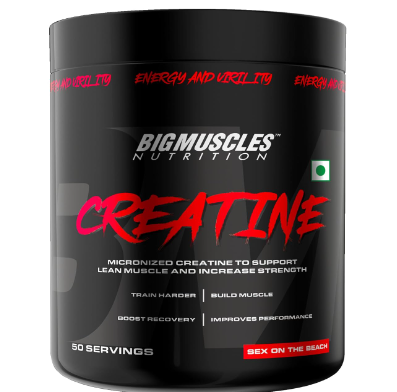 ENERGY AND VIRILITY
ENERGY AND VIRILITY
ENERGY AND VIRILITY
BIGMUSCLES™
NUTRITION
CREATINE
MICRONIZED CREATINE TO SUPPORT
LEAN MUSCLE AND INCREASE STRENGTH
TRAIN HARDER | BUILD MUSCLE
BOOST RECOVERY | IMPROVES PERFORMANCE
50 SERVINGS
SEX ON THE BEACH